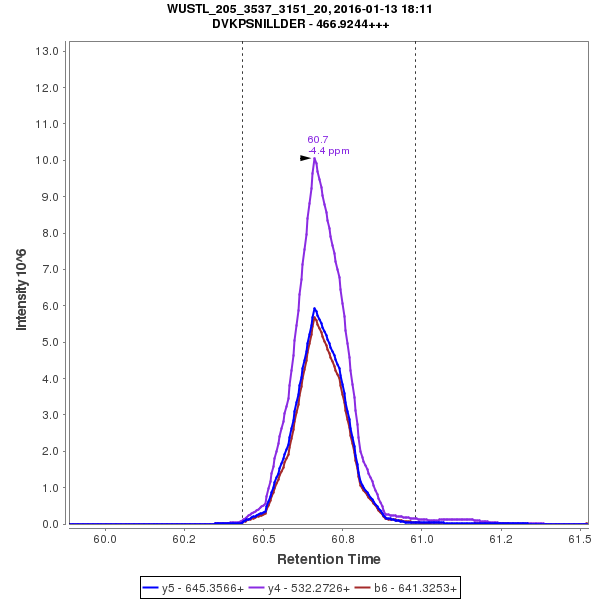 WUSTL_205_3537_3151_20, 2016-01-13 18:11
DVKPSNILLDER - 466.9244+++
13.0
12.0
11.0
10.0
9.0
8.0
7.0
6.0
5.0
4.0
3.0
2.0
1.0
0.0
Intensity 10^6
60.7
-4.4 ppm
60.0 60.2 60.5 60.8 61.0 61.2 61.5
Retention Time
y5 - 645.3566+ y4 - 532.2726+ b6 - 641.3253+